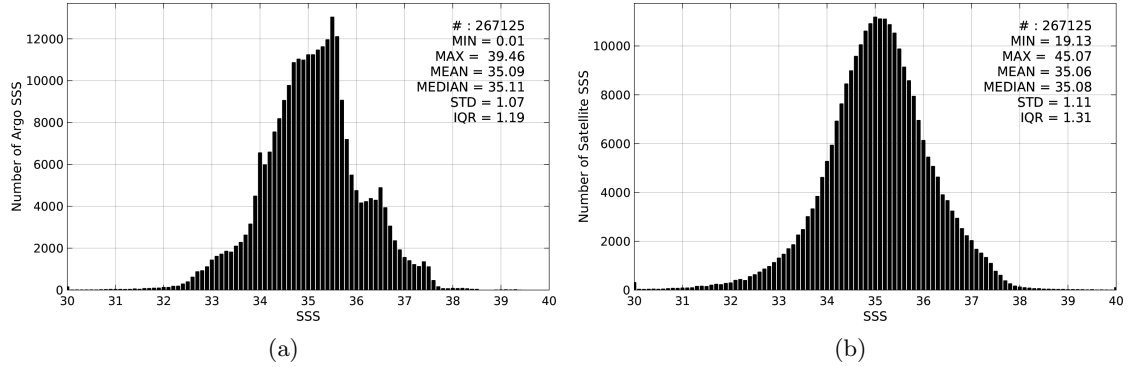 Number of Argo SSS
12000
10000
8000
6000
4000
2000
0
30 31 32 33 34 35 36 37 38 39 40
SSS
# : 267125
MIN = 0.01
MAX = 39.46
MEAN = 35.09
MEDIAN = 35.11
STD = 1.07
IQR = 1.19
(a)
Number of Satellite SSS
10000
8000
6000
4000
2000
0
30 31 32 33 34 35 36 37 38 39 40
SSS
# : 267125
MIN = 19.13
MAX = 45.07
MEAN = 35.06
MEDIAN = 35.08
STD = 1.11
IQR = 1.31
(b)